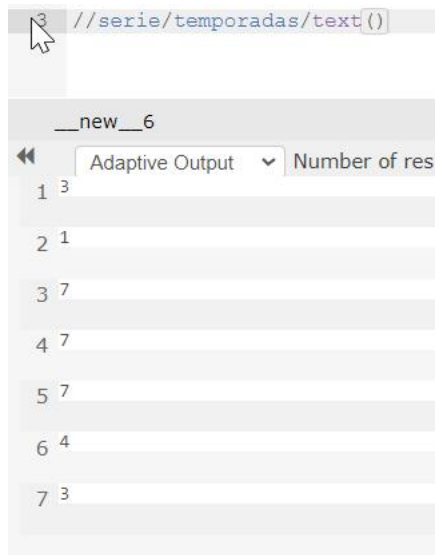 3 //serie/temporadas/text()
__new__6
Adaptive Output Number of res
1 3
2 1
3 7
4 7
5 7
6 4
7 3